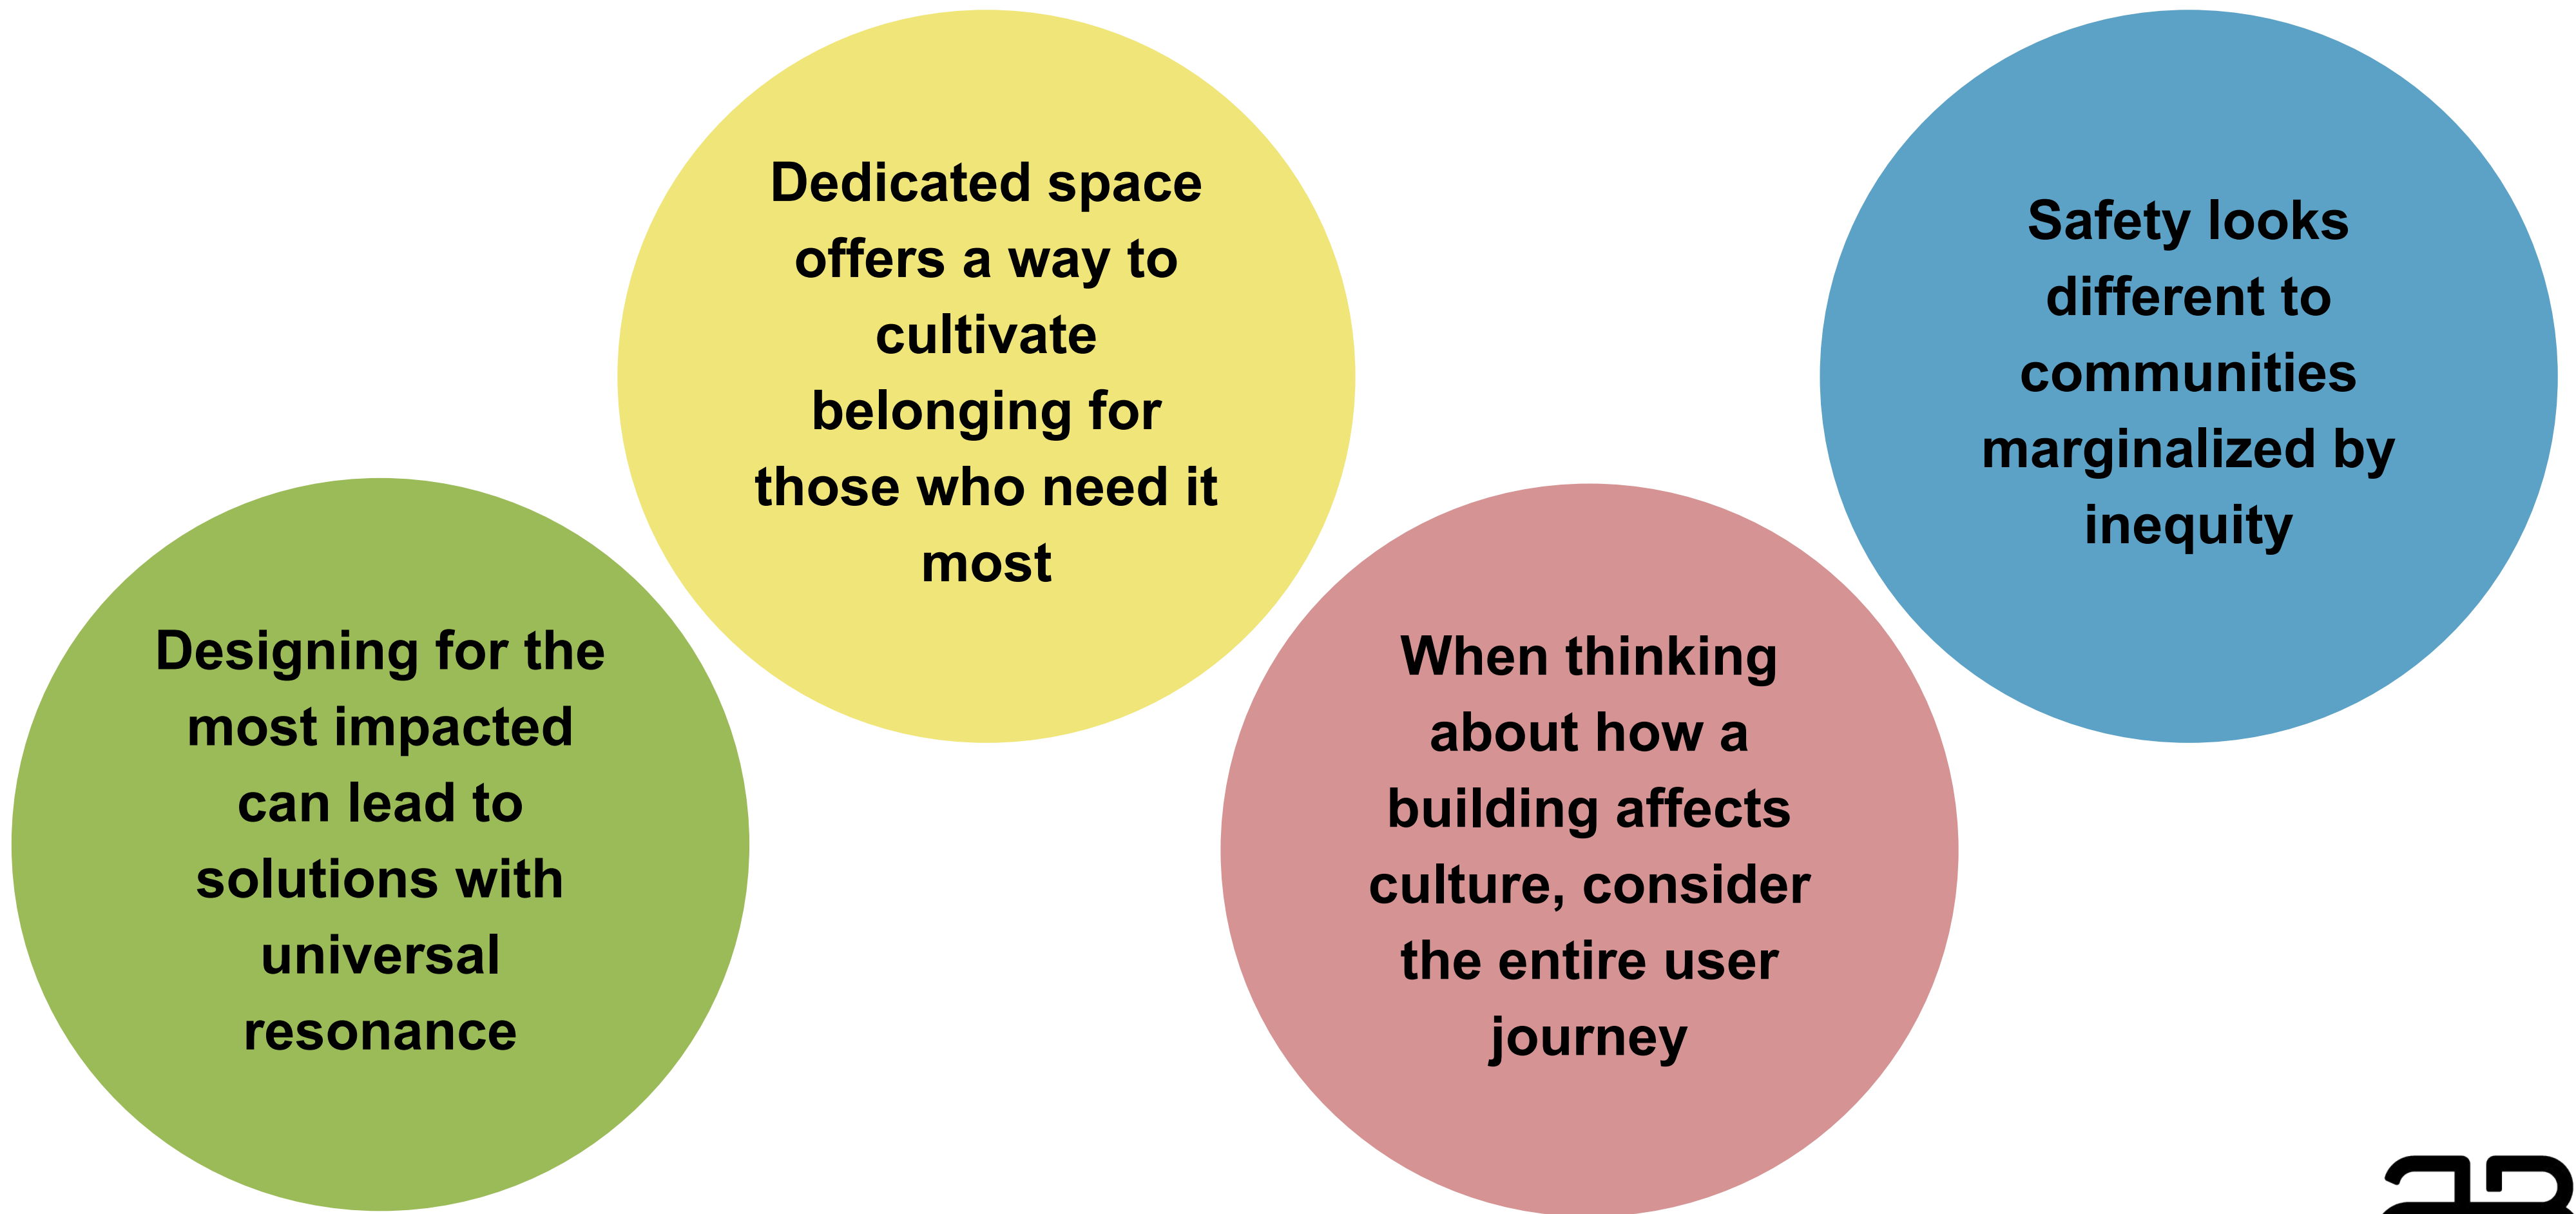 Designing for the
most impacted
can lead to
solutions with
universal
resonance
Dedicated space
offers a way to
cultivate
belonging for
those who need it
most
When thinking
about how a
building affects
culture, consider
the entire user
journey
Safety looks
different to
communities
marginalized by
inequity